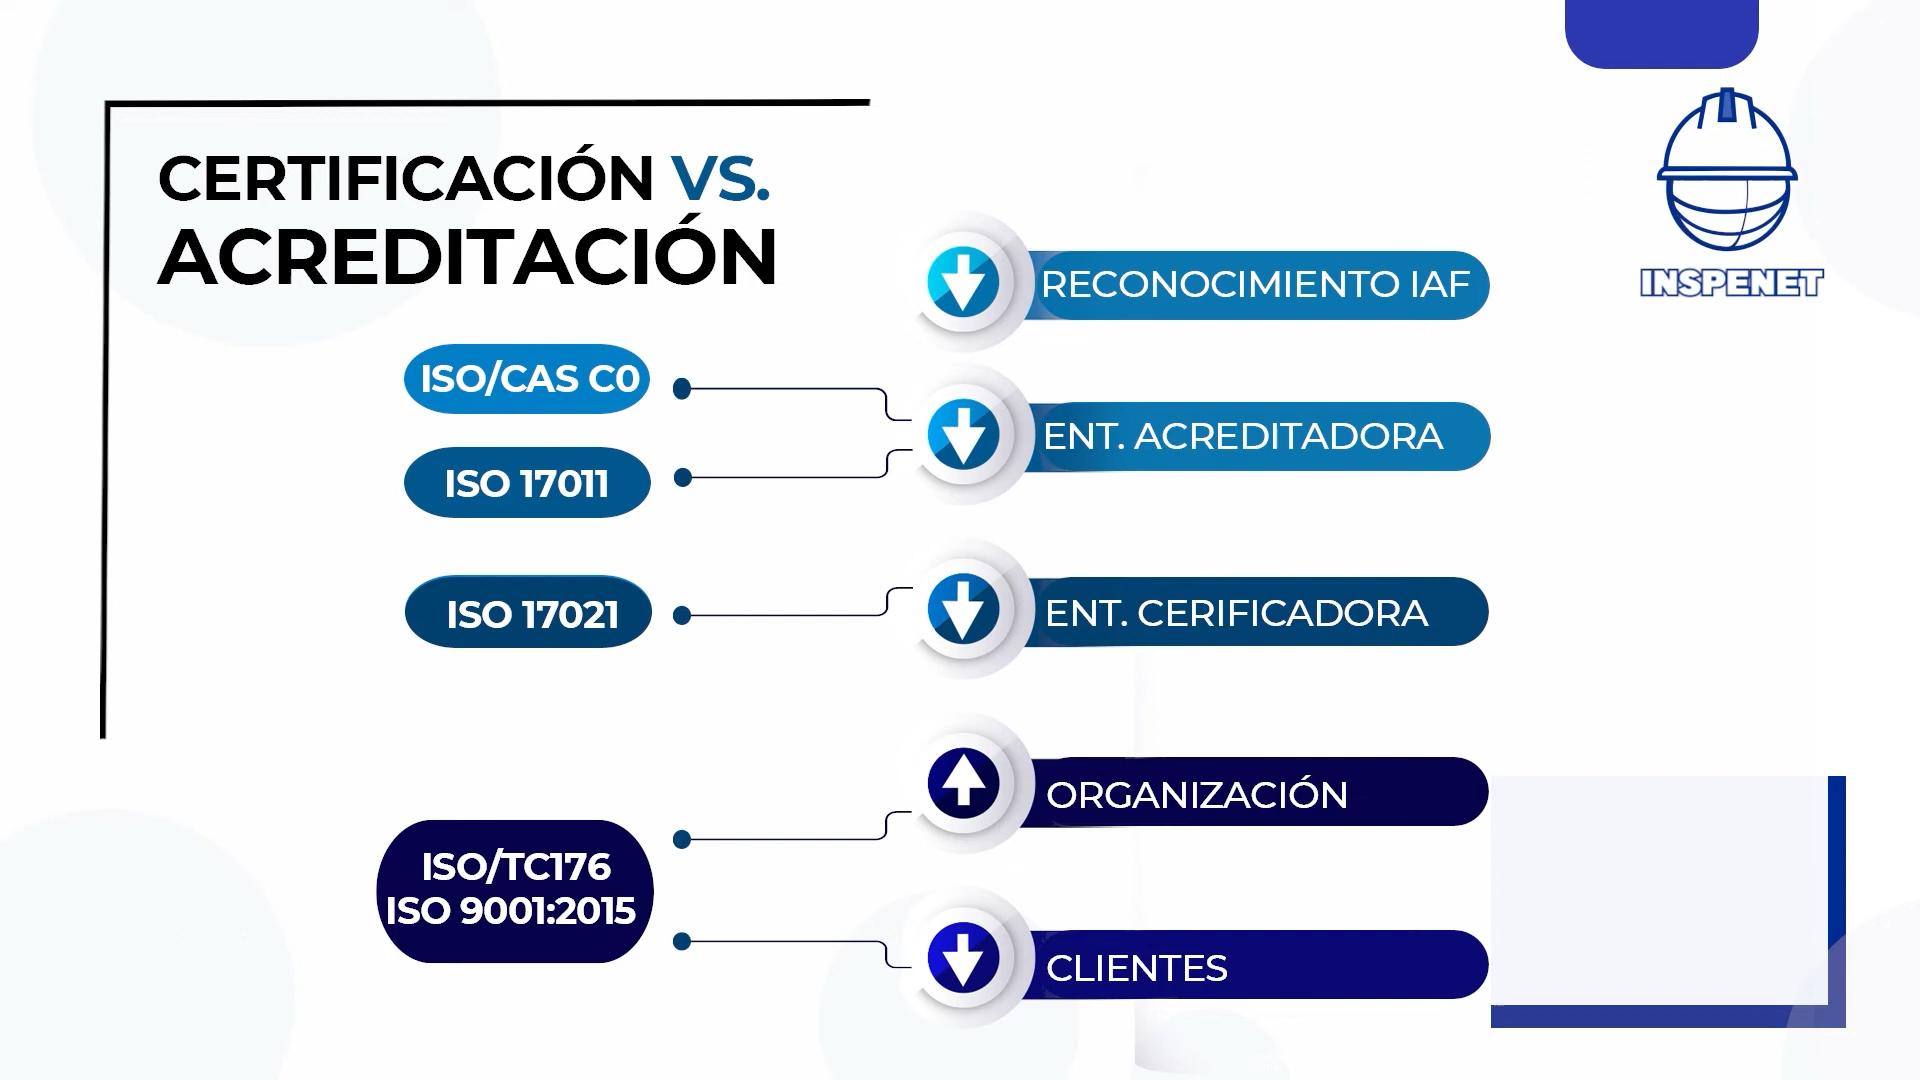 CERTIFICACIÓN VS.
ACREDITACIÓN
INSPENET
RECONOCIMIENTO IAF
ISO/CAS C0
ENT. ACREDITADORA
ISO 17011
ISO 17021
ENT. CERIFICADORA
ORGANIZACIÓN
ISO/TC176
ISO 9001:2015
CLIENTES